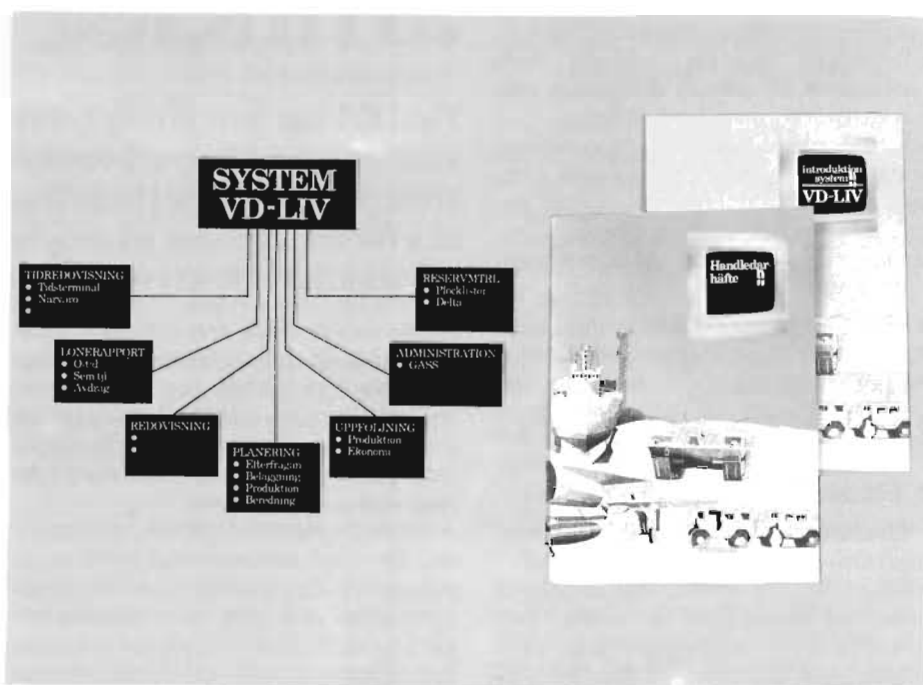 SYSTEM
VD-LIV
TIDREDOVISNING
• Tidsterminal
• Narvaro
•
LONERAPPORT
• Otid
• Semtj
• Avdrag
REDOVISNING
•
•
PLANERING
• Efterfragan
• Belaggning
• Produktion
• Beredning
UPPFOLJNING
• Produktion
• Ekonomi
ADMINISTRATION
• GASS
RESERVMTRL
• Plocklistor
• Delta
Handledar-
häfte
introduktion
system
VD-LIV